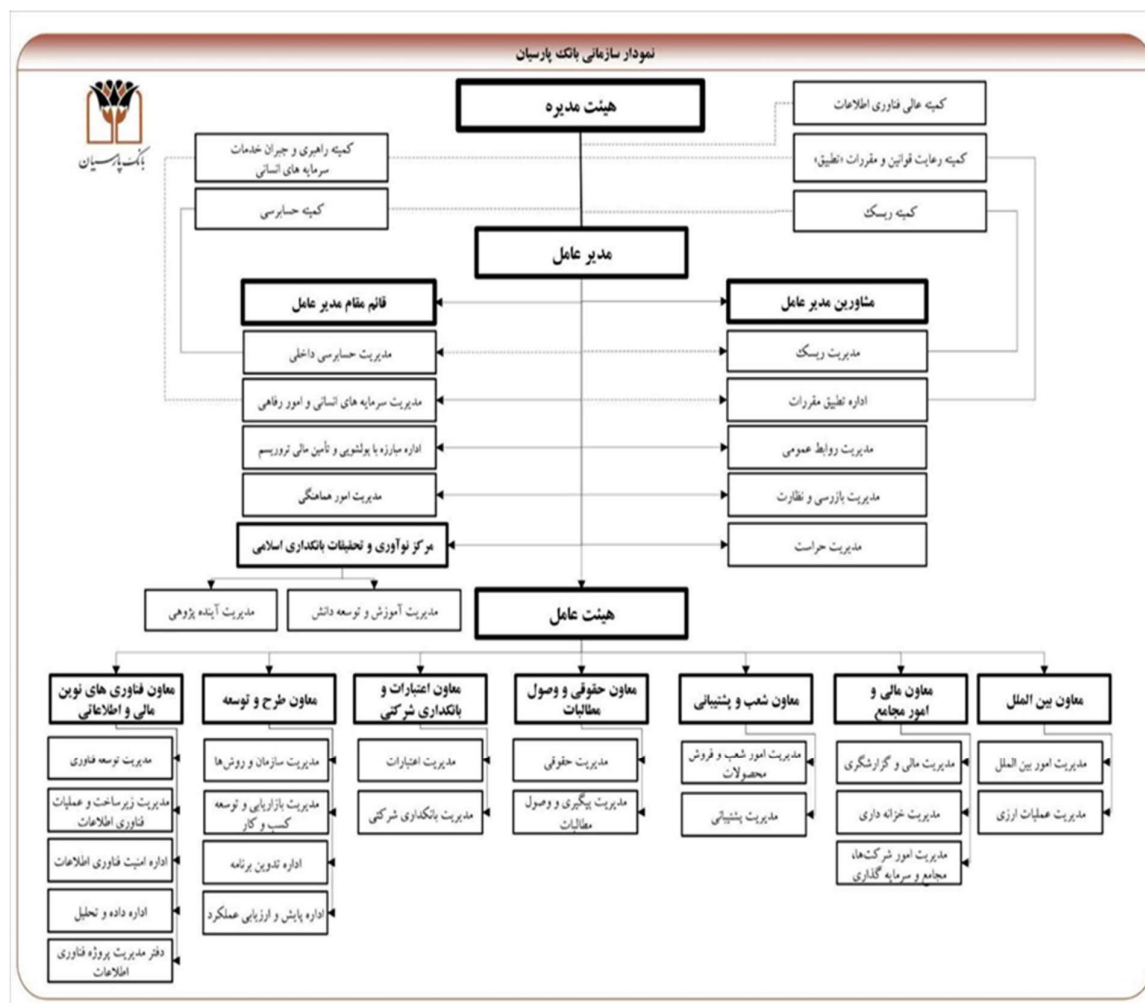 نمودار سازمانی بانک پارسیان
بانک پارسیان
هیئت مدیره
کمیته عالی فناوری اطلاعات
کمیته رعایت قوانین و مقررات «تطبیق»
کمیته راهبری و جبران خدمات
سرمایه های انسانی
کمیته ریسک
کمیته حسابرسی
مدیر عامل
مشاورین مدیر عامل
قائم مقام مدیر عامل
مدیریت ریسک
مدیریت حسابرسی داخلی
اداره تطبیق مقررات
مدیریت سرمایه های انسانی و امور رفاهی
مدیریت روابط عمومی
اداره مبارزه با پولشویی و تأمین مالی تروریسم
مدیریت بازرسی و نظارت
مدیریت امور هماهنگی
مدیریت حراست
مرکز نوآوری و تحقیقات بانکداری اسلامی
مدیریت آموزش و توسعه دانش
مدیریت آینده پژوهی
هیئت عامل
معاون بین الملل
مدیریت امور بین الملل
مدیریت عملیات ارزی
معاون مالی و
امور مجامع
مدیریت مالی و گزارشگری
مدیریت خزانه داری
مدیریت امور شرکت‌ها،
مجامع و سرمایه گذاری
معاون شعب و پشتیبانی
مدیریت امور شعب و فروش
محصولات
مدیریت پشتیبانی
معاون حقوقی و وصول
مطالبات
مدیریت حقوقی
مدیریت پیگیری و وصول
مطالبات
معاون اعتبارات و
بانکداری شرکتی
مدیریت اعتبارات
مدیریت بانکداری شرکتی
معاون طرح و توسعه
مدیریت سازمان و روش‌ها
مدیریت بازاریابی و توسعه
کسب و کار
اداره تدوین برنامه
اداره پایش و ارزیابی عملکرد
معاون فناوری های نوین
مالی و اطلاعاتی
مدیریت توسعه فناوری
مدیریت زیرساخت و عملیات
فناوری اطلاعات
اداره امنیت فناوری اطلاعات
اداره داده و تحلیل
دفتر مدیریت پروژه فناوری
اطلاعات